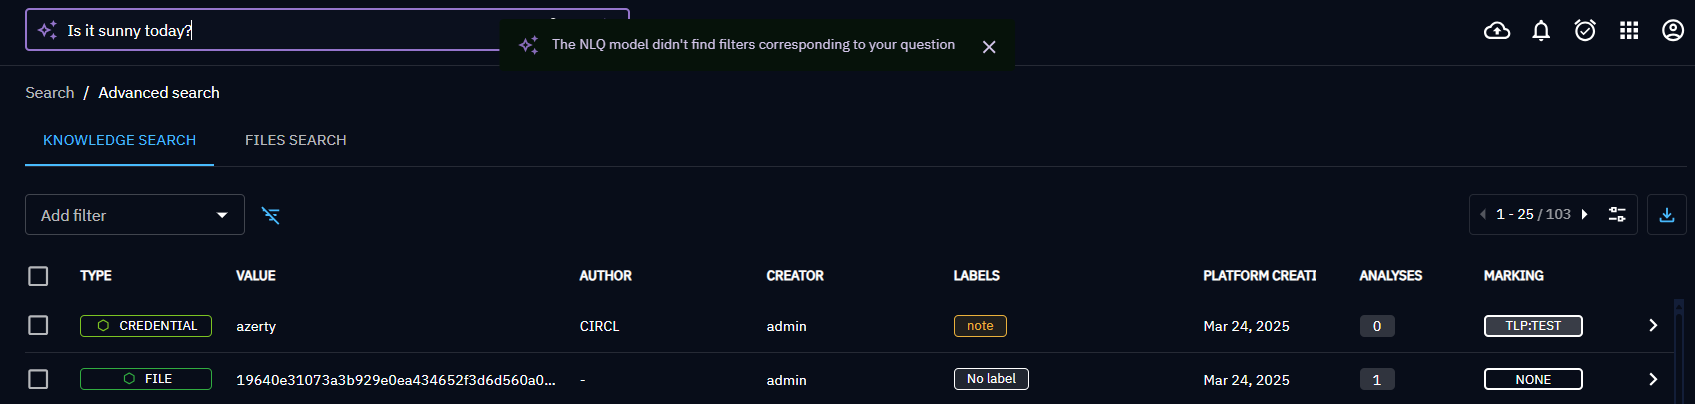 Is it sunny today?
The NLQ model didn't find filters corresponding to your question
Search / Advanced search
KNOWLEDGE SEARCH FILES SEARCH
Add filter 1 - 25 / 103
TYPE VALUE AUTHOR CREATOR LABELS PLATFORM CREATI ANALYSES MARKING
CREDENTIAL azerty CIRCL admin note Mar 24, 2025 0 TLP:TEST
FILE 19640e31073a3b929e0ea434652f3d6d560a0... - admin No label Mar 24, 2025 1 NONE